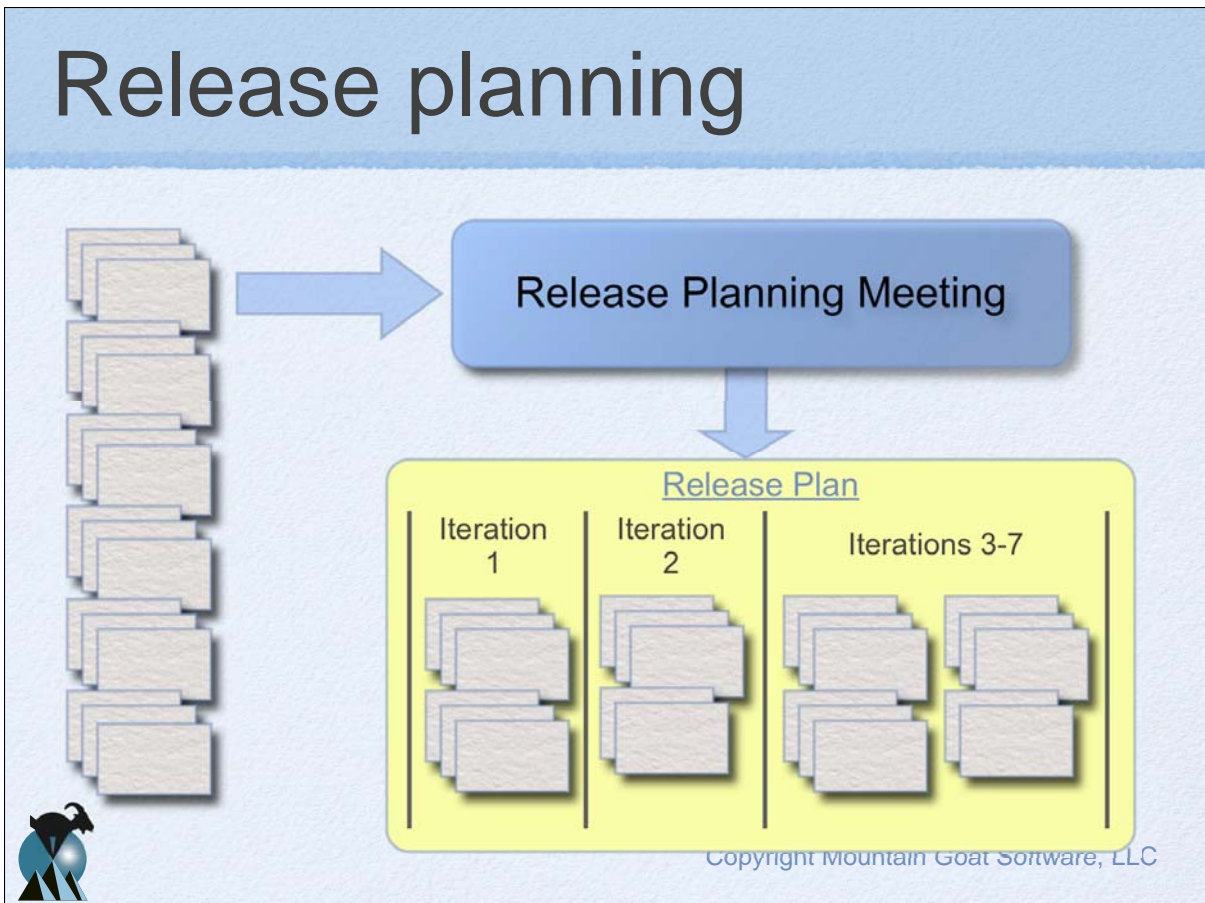 Release planning
Release Planning Meeting
Release Plan
Iteration
1
Iteration
2
Iterations 3-7
Copyright Mountain Goat Software, LLC